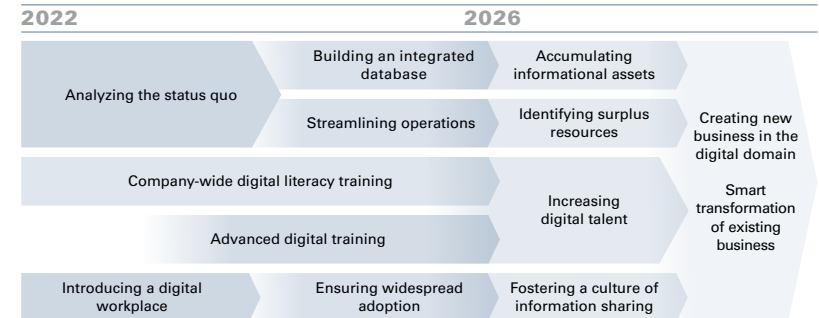 2022
2026
Analyzing the status quo
Building an integrated
database
Accumulating
informational assets
Streamlining operations
Identifying surplus
resources
Company-wide digital literacy training
Advanced digital training
Increasing
digital talent
Introducing a digital
workplace
Ensuring widespread
adoption
Fostering a culture of
information sharing
Creating new
business in the
digital domain
Smart
transformation
of existing
business